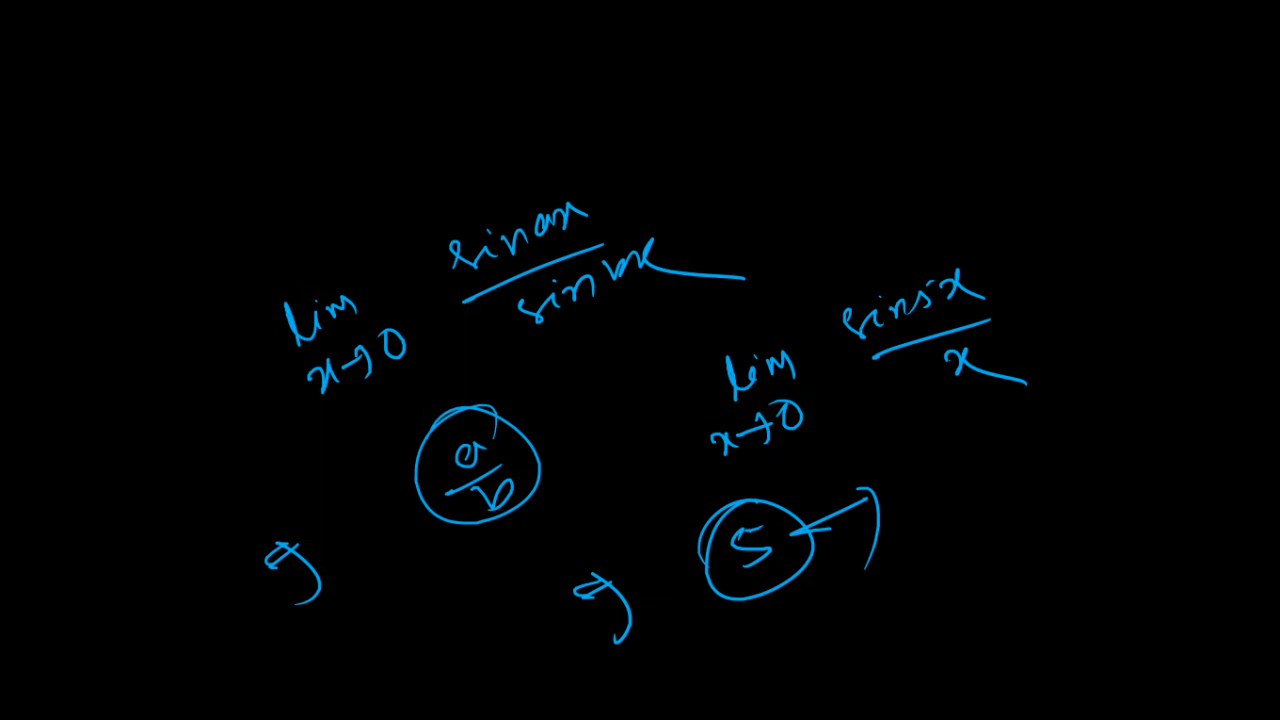 lim x→0 sin ax / sin bx
a/b
lim x→0 sin 5x / x
5